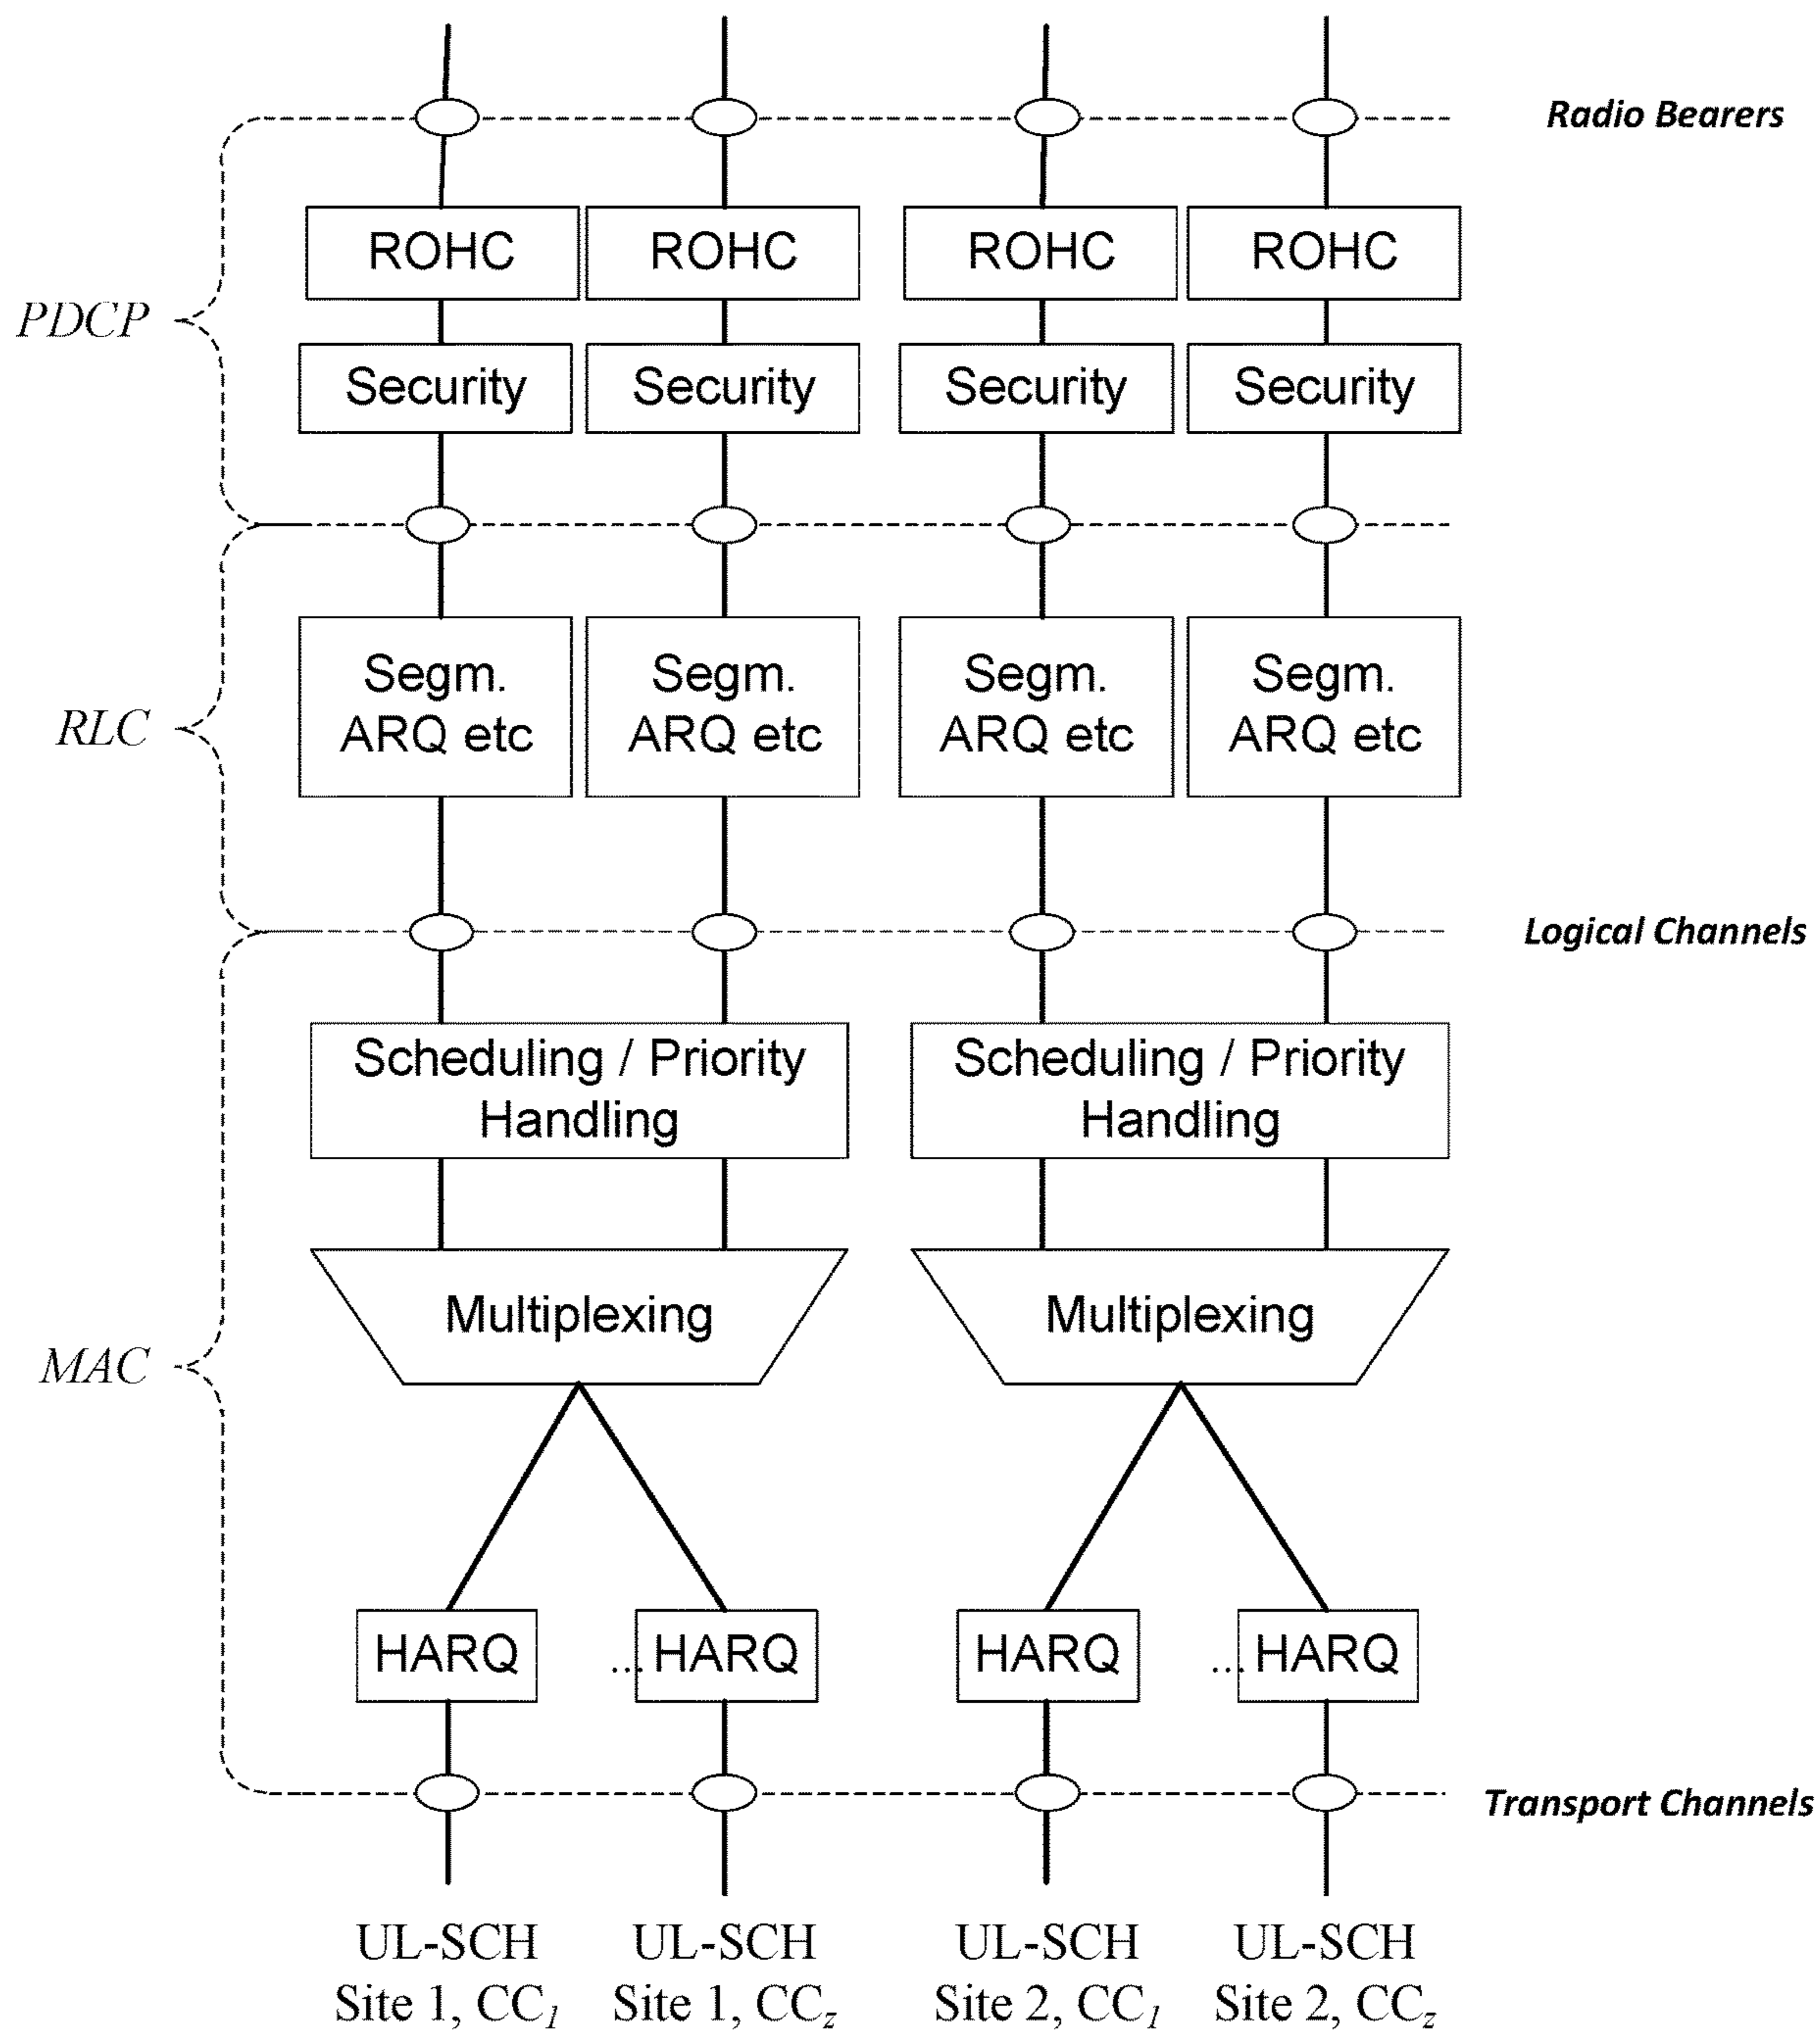 Radio Bearers
ROHC ROHC ROHC ROHC
PDCP
Security Security Security Security
Segm. Segm. Segm. Segm.
ARQ etc ARQ etc ARQ etc ARQ etc
RLC
Logical Channels
Scheduling / Priority Scheduling / Priority
Handling Handling
Multiplexing Multiplexing
MAC
HARQ ... HARQ HARQ ... HARQ
Transport Channels
UL-SCH UL-SCH UL-SCH UL-SCH
Site 1, CC1 Site 1, CCz Site 2, CC1 Site 2, CCz